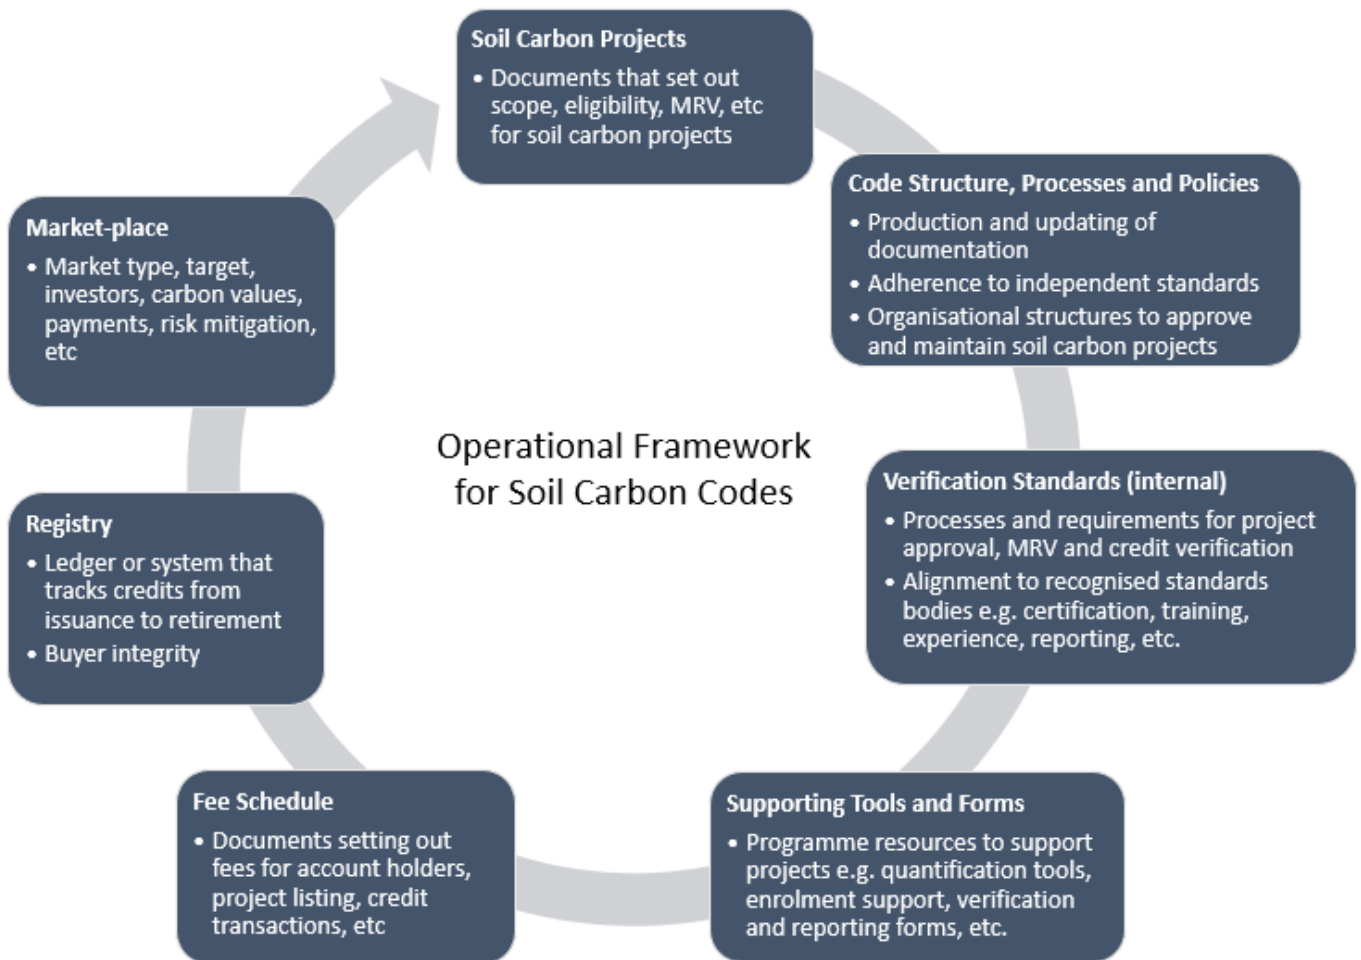 Soil Carbon Projects
• Documents that set out
scope, eligibility, MRV, etc
for soil carbon projects
Code Structure, Processes and Policies
• Production and updating of
documentation
• Adherence to independent standards
• Organisational structures to approve
and maintain soil carbon projects
Verification Standards (internal)
• Processes and requirements for project
approval, MRV and credit verification
• Alignment to recognised standards
bodies e.g. certification, training,
experience, reporting, etc.
Supporting Tools and Forms
• Programme resources to support
projects e.g. quantification tools,
enrolment support, verification
and reporting forms, etc.
Fee Schedule
• Documents setting out
fees for account holders,
project listing, credit
transactions, etc
Registry
• Ledger or system that
tracks credits from
issuance to retirement
• Buyer integrity
Market-place
• Market type, target,
investors, carbon values,
payments, risk mitigation,
etc
Operational Framework
for Soil Carbon Codes